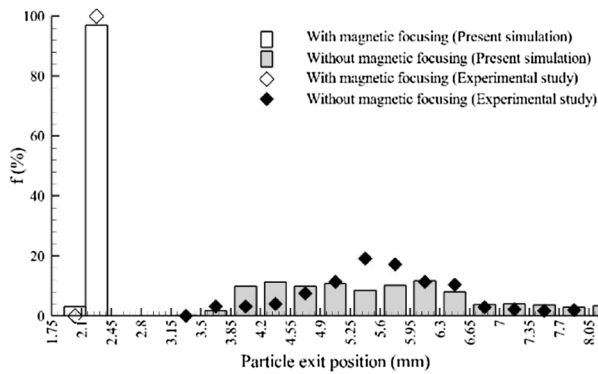 100
80
60
40
20
0
f (%)
With magnetic focusing (Present simulation)
Without magnetic focusing (Present simulation)
With magnetic focusing (Experimental study)
Without magnetic focusing (Experimental study)
1.75 2.1 2.45 2.8 3.15 3.5 3.85 4.2 4.55 4.9 5.25 5.6 5.95 6.3 6.65 7 7.35 7.7 8.05
Particle exit position (mm)